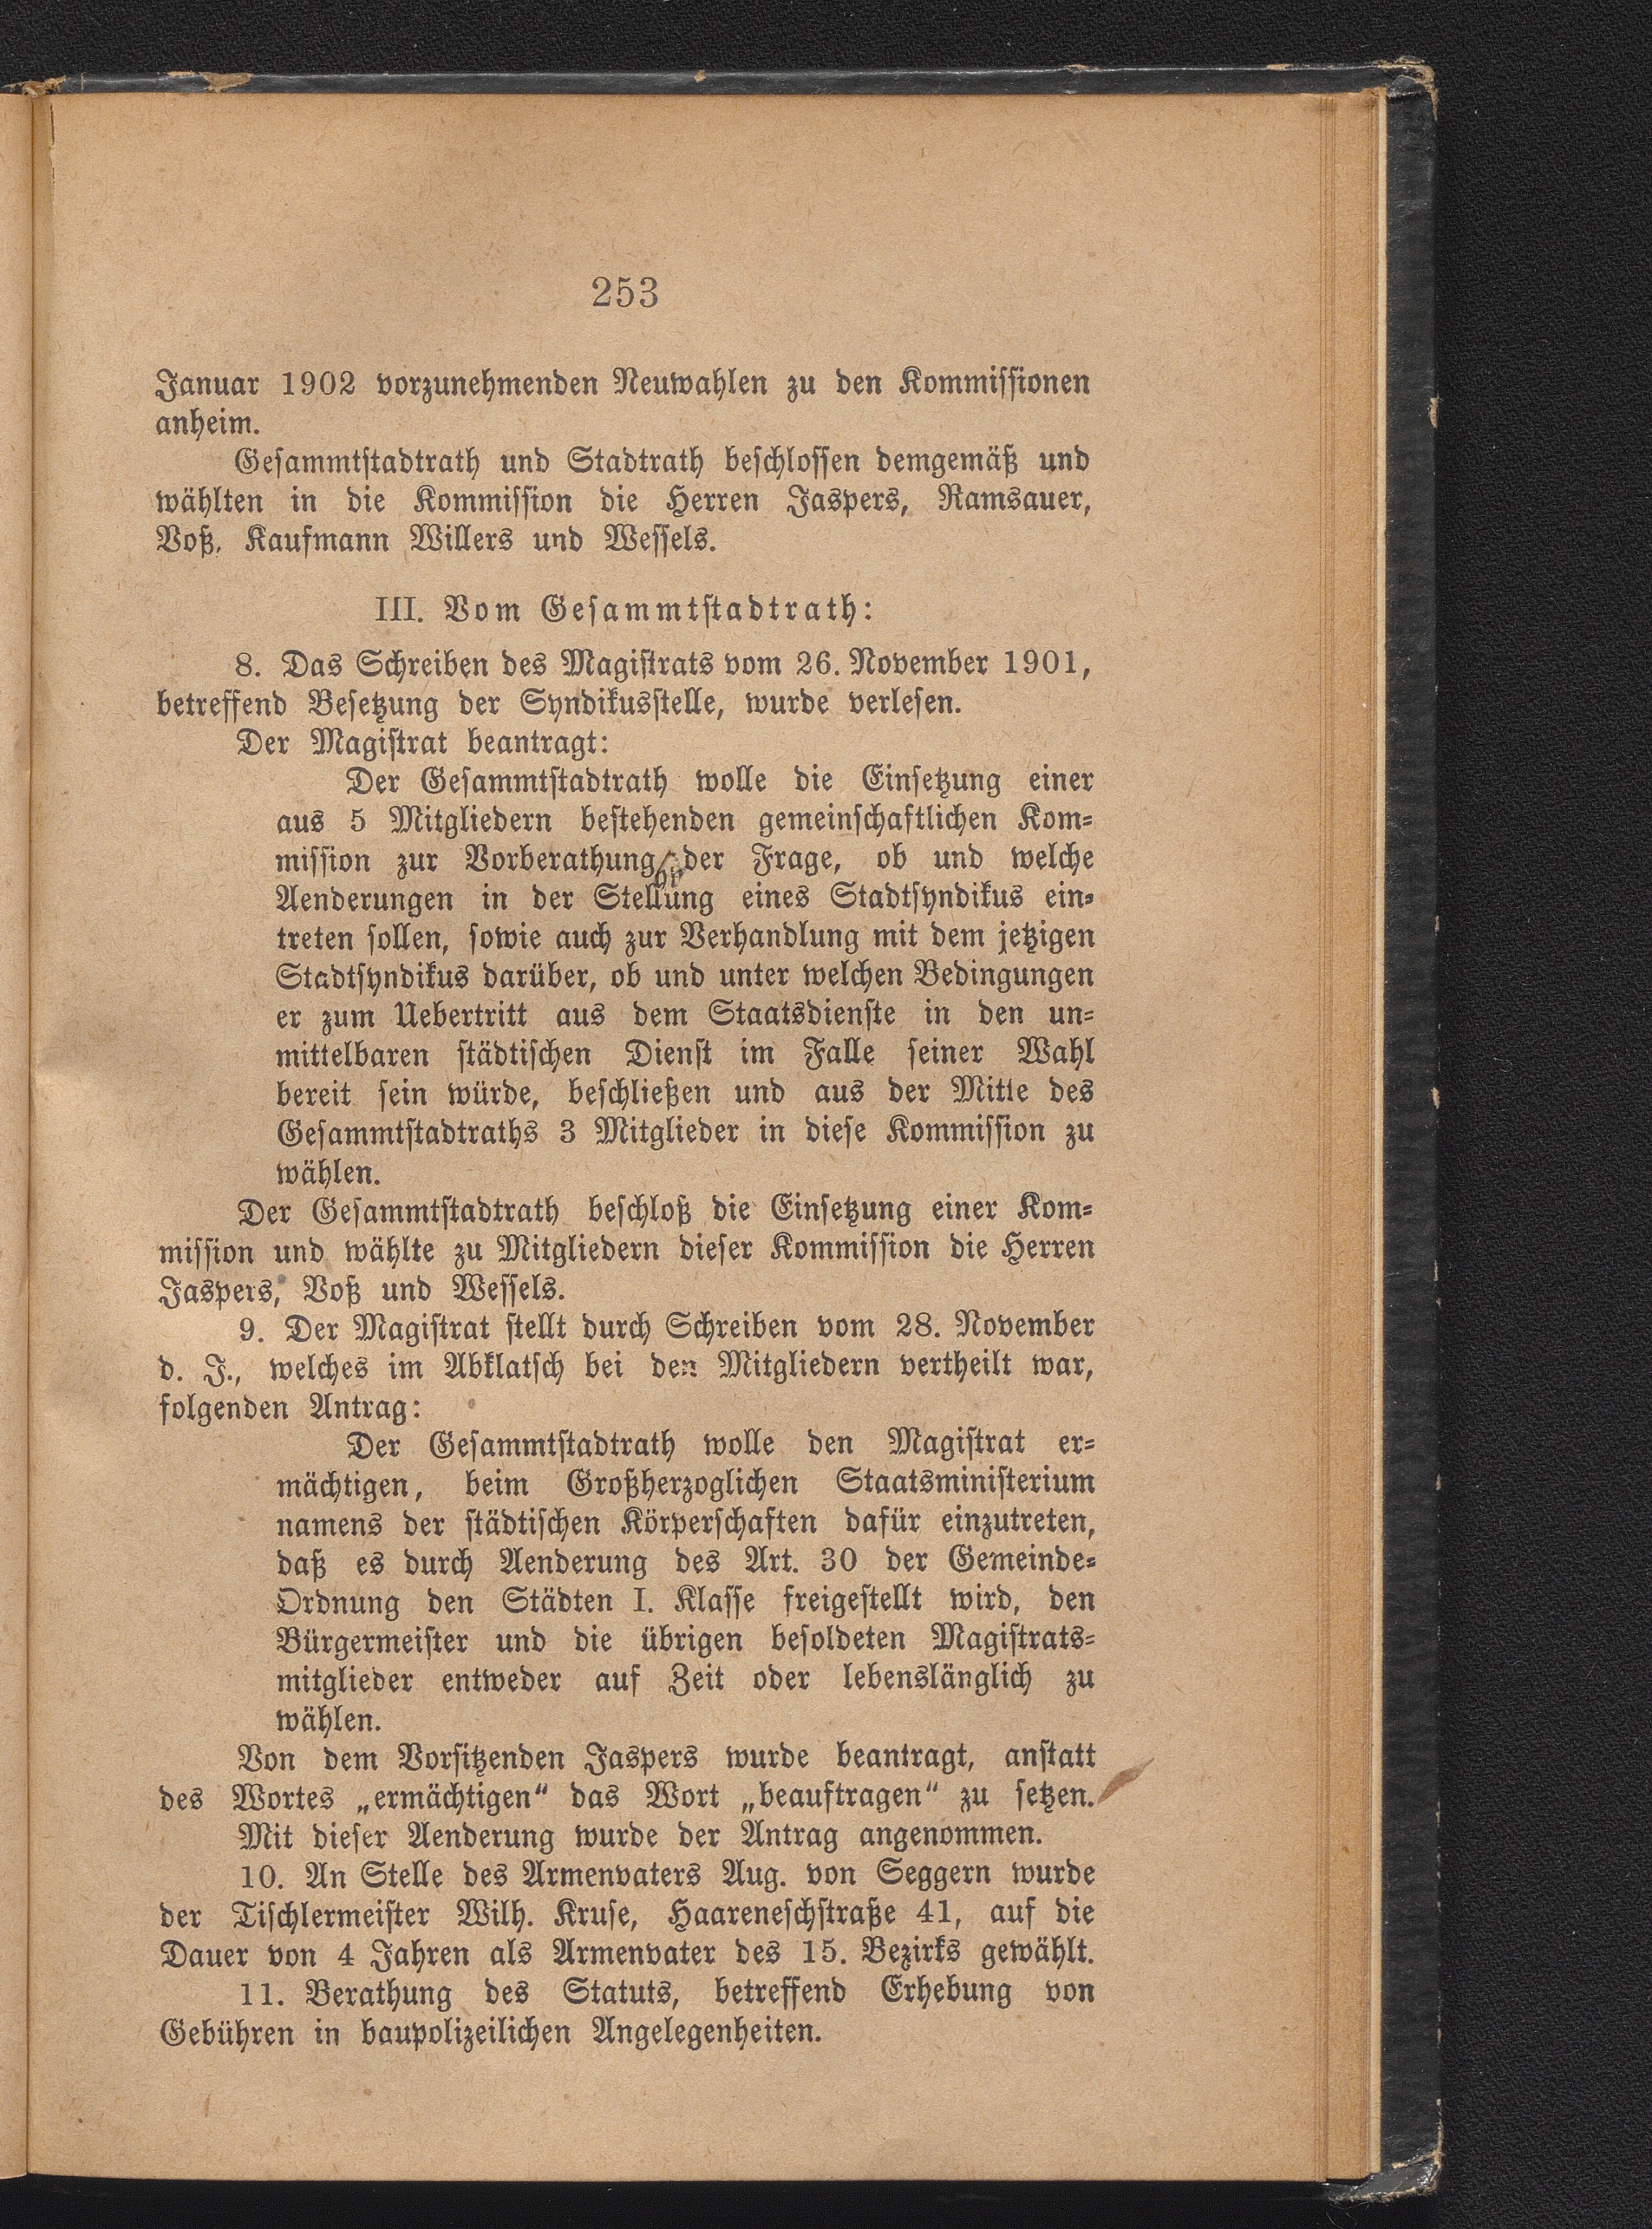 253
Januar 1902 vorzunehmenden Neuwahlen zu den Kommissionen
anheim.
Gesammtstadtrath und Stadtrath beschlossen demgemäß und
wählten in die Kommission die Herren Jaspers, Ramsauer,
Voß, Kaufmann Willers und Wessels.
III. Vom Gesammtstadtrath:
8. Das Schreiben des Magistrats vom 26. November 1901,
betreffend Besetzung der Syndikusstelle, wurde verlesen.
Der Magistrat beantragt:
Der Gesammtstadtrath wolle die Einsetzung einer
aus 5 Mitgliedern bestehenden gemeinschaftlichen Kom-
mission zur Vorberathung der Frage, ob und welche
Aenderungen in der Stellung eines Stadtsyndikus ein-
treten sollen, sowie auch zur Verhandlung mit dem jetzigen
Stadtsyndikus darüber, ob und unter welchen Bedingungen
er zum Uebertritt aus dem Staatsdienste in den un-
mittelbaren städtischen Dienst im Falle seiner Wahl
bereit sein würde, beschließen und aus der Mitte des
Gesammtstadtraths 3 Mitglieder in diese Kommission zu
wählen.
Der Gesammtstadtrath beschloß die Einsetzung einer Kom-
mission und wählte zu Mitgliedern dieser Kommission die Herren
Jaspers, Voß und Wessels.
9. Der Magistrat stellt durch Schreiben vom 28. November
d. J., welches im Abklatsch bei den Mitgliedern vertheilt war,
folgenden Antrag:
Der Gesammtstadtrath wolle den Magistrat er-
mächtigen, beim Großherzoglichen Staatsministerium
namens der städtischen Körperschaften dafür einzutreten,
daß es durch Aenderung des Art. 30 der Gemeinde-
Ordnung den Städten I. Klasse freigestellt wird, den
Bürgermeister und die übrigen besoldeten Magistrats-
mitglieder entweder auf Zeit oder lebenslänglich zu
wählen.
Von dem Vorsitzenden Jaspers wurde beantragt, anstatt
des Wortes „ermächtigen“ das Wort „beauftragen“ zu setzen.
Mit dieser Aenderung wurde der Antrag angenommen.
10. An Stelle des Armenvaters Aug. von Seggern wurde
der Tischlermeister Wilh. Kruse, Haareneschstraße 41, auf die
Dauer von 4 Jahren als Armenvater des 15. Bezirks gewählt.
11. Berathung des Statuts, betreffend Erhebung von
Gebühren in baupolizeilichen Angelegenheiten.